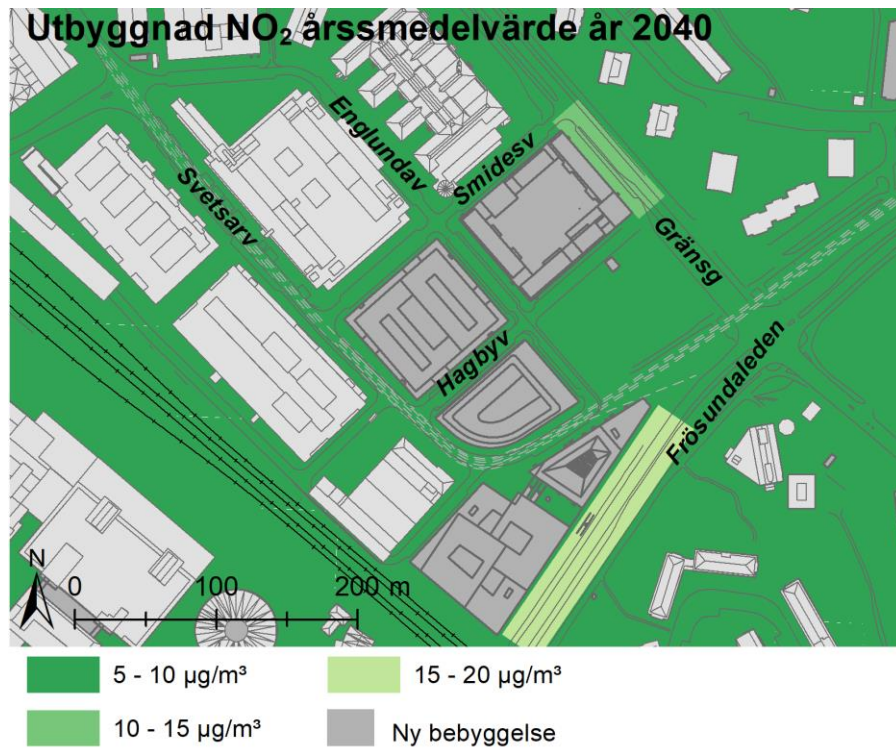 Utbyggnad NO₂ årssmedelvärde år 2040
Englundav
Smidesv
Svetsarv
Gränsg
Hagbyv
Frösundaleden
N
0 100 200 m
5 - 10 µg/m³
15 - 20 µg/m³
10 - 15 µg/m³
Ny bebyggelse